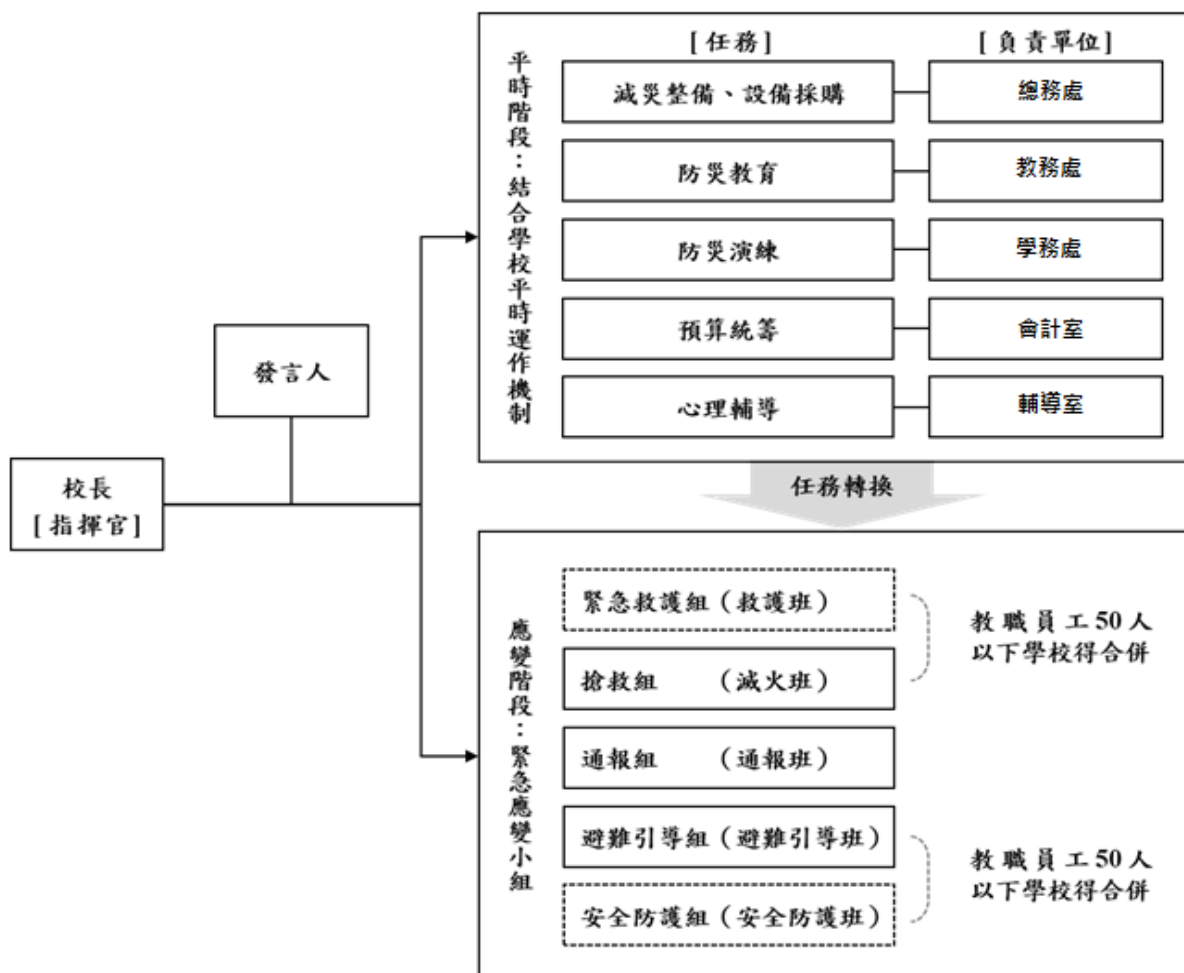 校長
[指揮官]
發言人
平時階段：結合學校平時運作機制
[任務]
[負責單位]
減災整備、設備採購
總務處
防災教育
教務處
防災演練
學務處
預算統籌
會計室
心理輔導
輔導室
任務轉換
應變階段：緊急應變小組
緊急救護組（救護班）
搶救組　　（滅火班）
教職員工50人
以下學校得合併
通報組　　（通報班）
避難引導組（避難引導班）
安全防護組（安全防護班）
教職員工50人
以下學校得合併